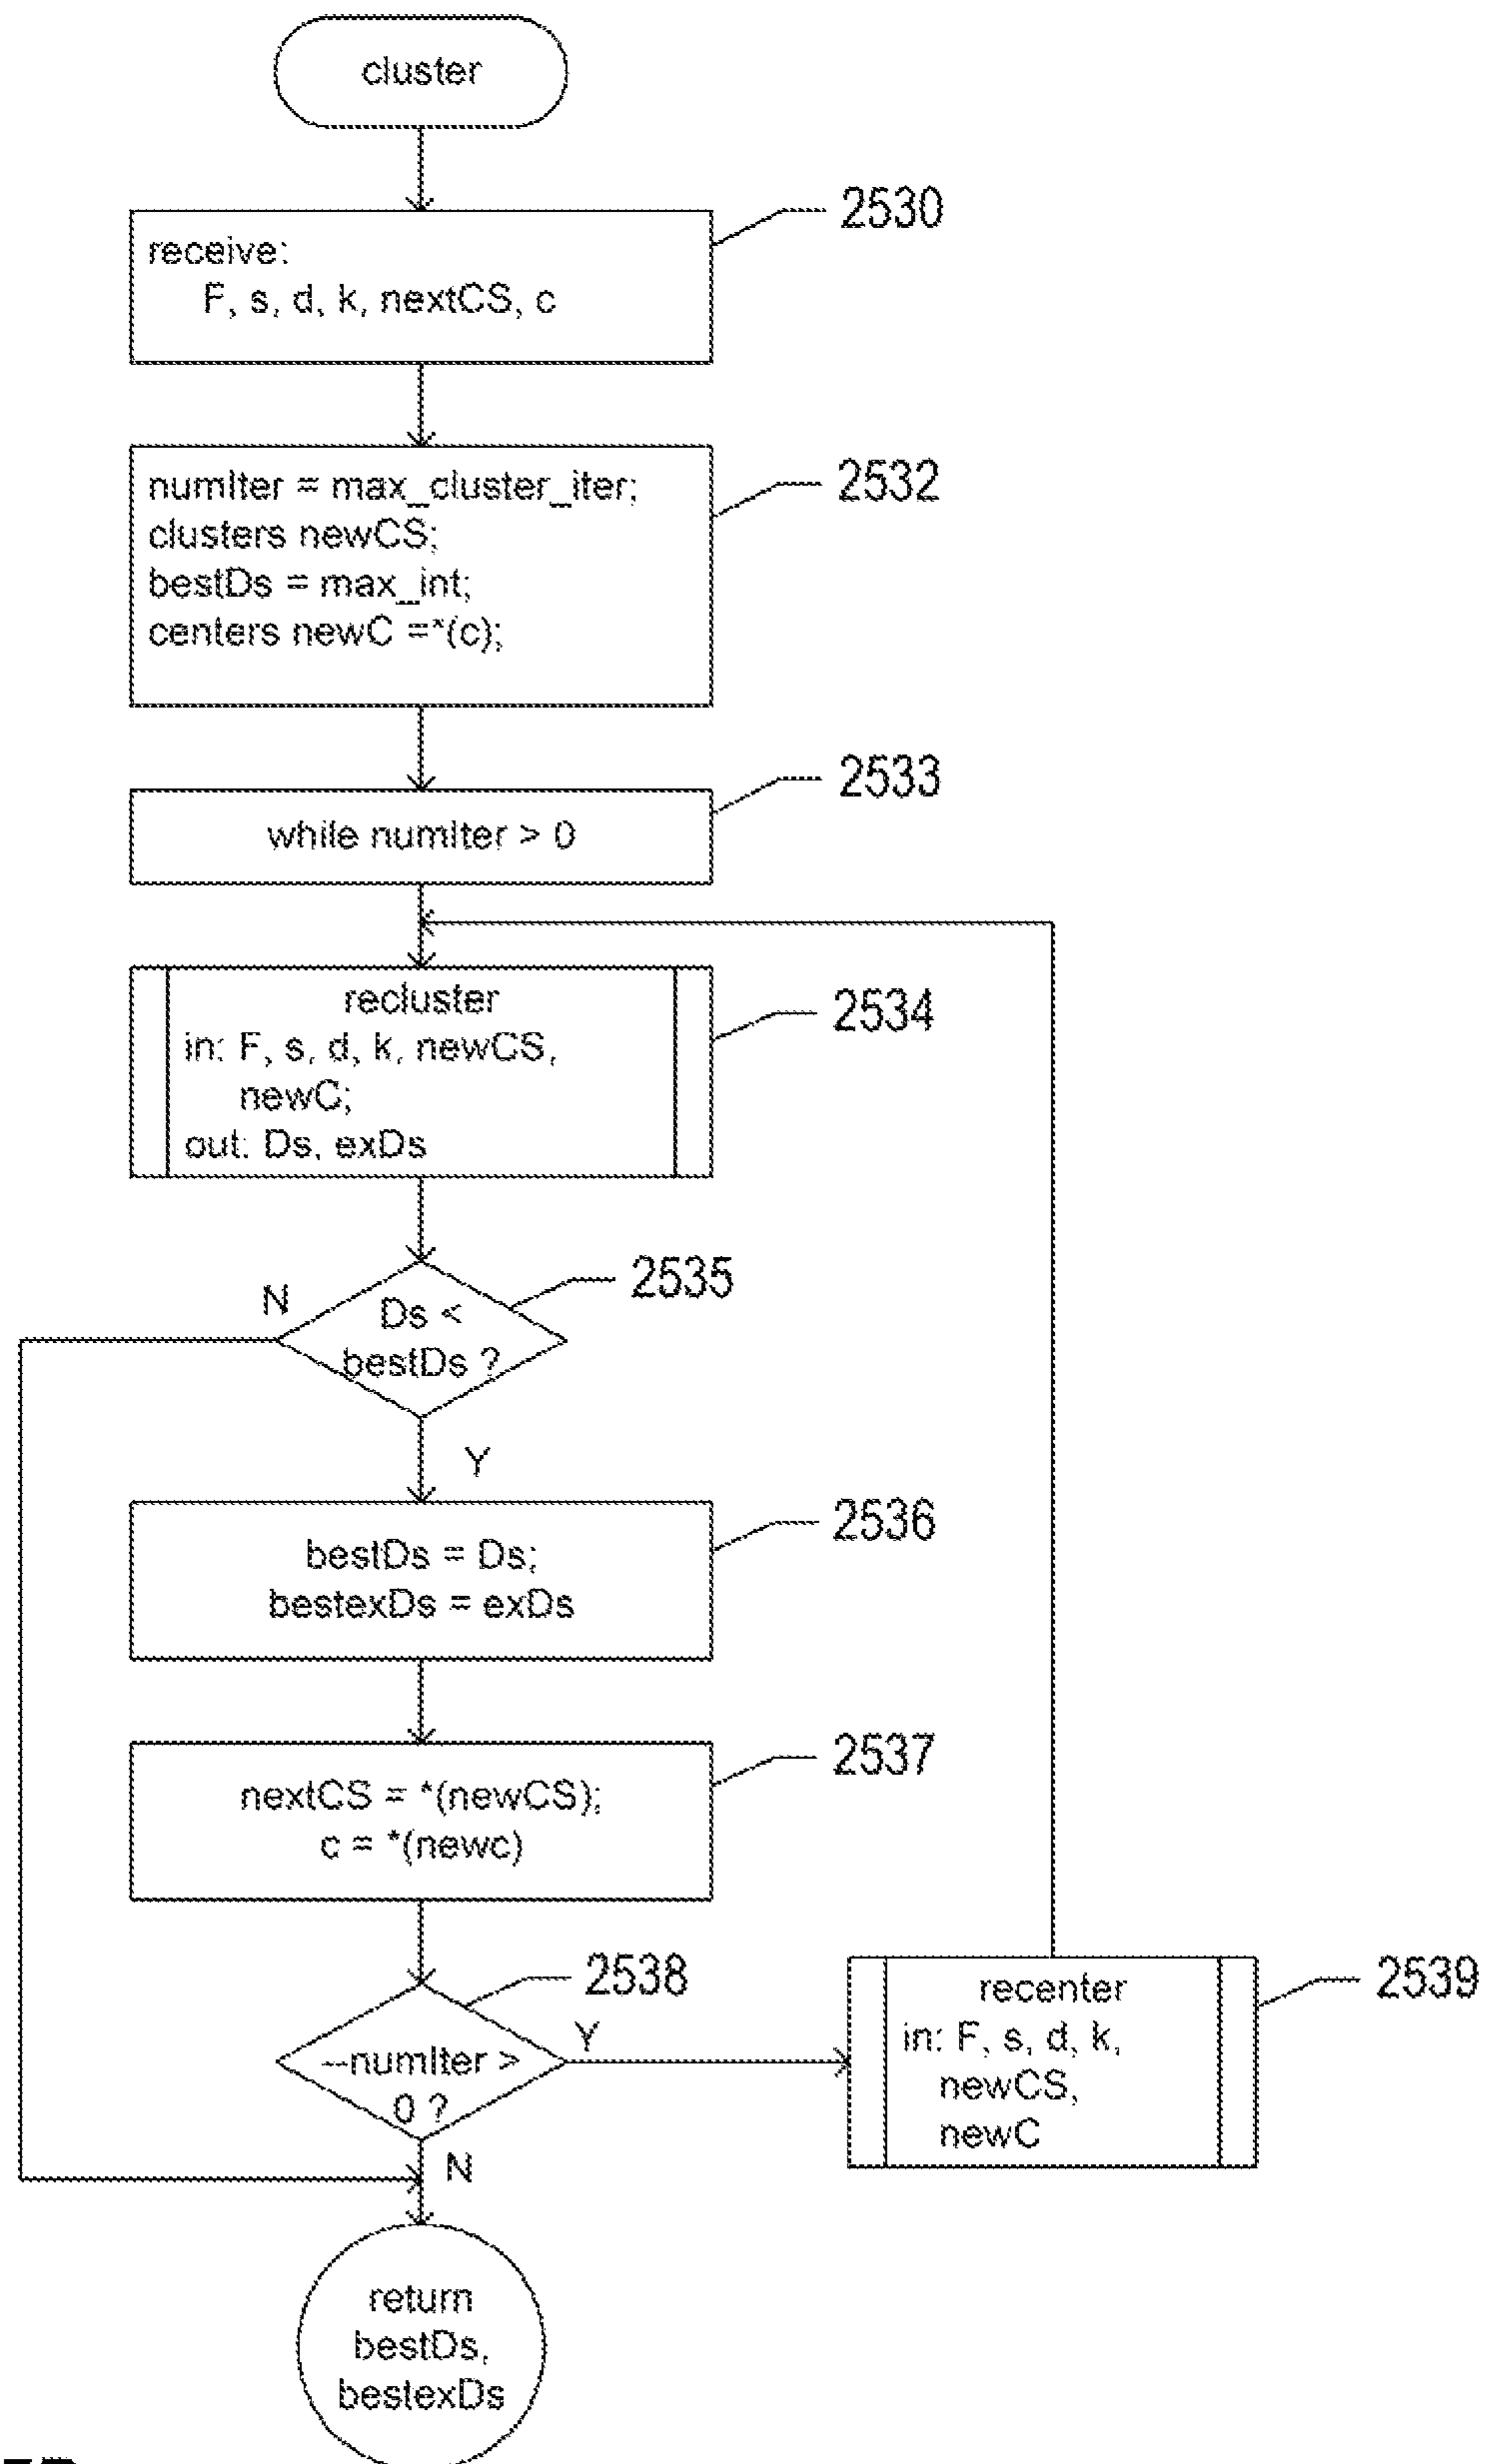 cluster
2530
receive:
F, s, d, k, nextCS, c
2532
numIter = max_cluster_iter;
clusters newCS;
bestDs = max_int;
centers newC =*(c);
2533
while numIter > 0
recluster
2534
in: F, s, d, k, newCS,
newC;
out: Ds, exDs
2535
N
Ds <
bestDs ?
Y
2536
bestDs = Ds;
bestexDs = exDs
2537
nextCS = *(newCS);
c = *(newc)
2538
--numIter >
0 ?
Y
N
2539
recenter
in: F, s, d, k,
newCS,
newC
return
bestDs,
bestexDs